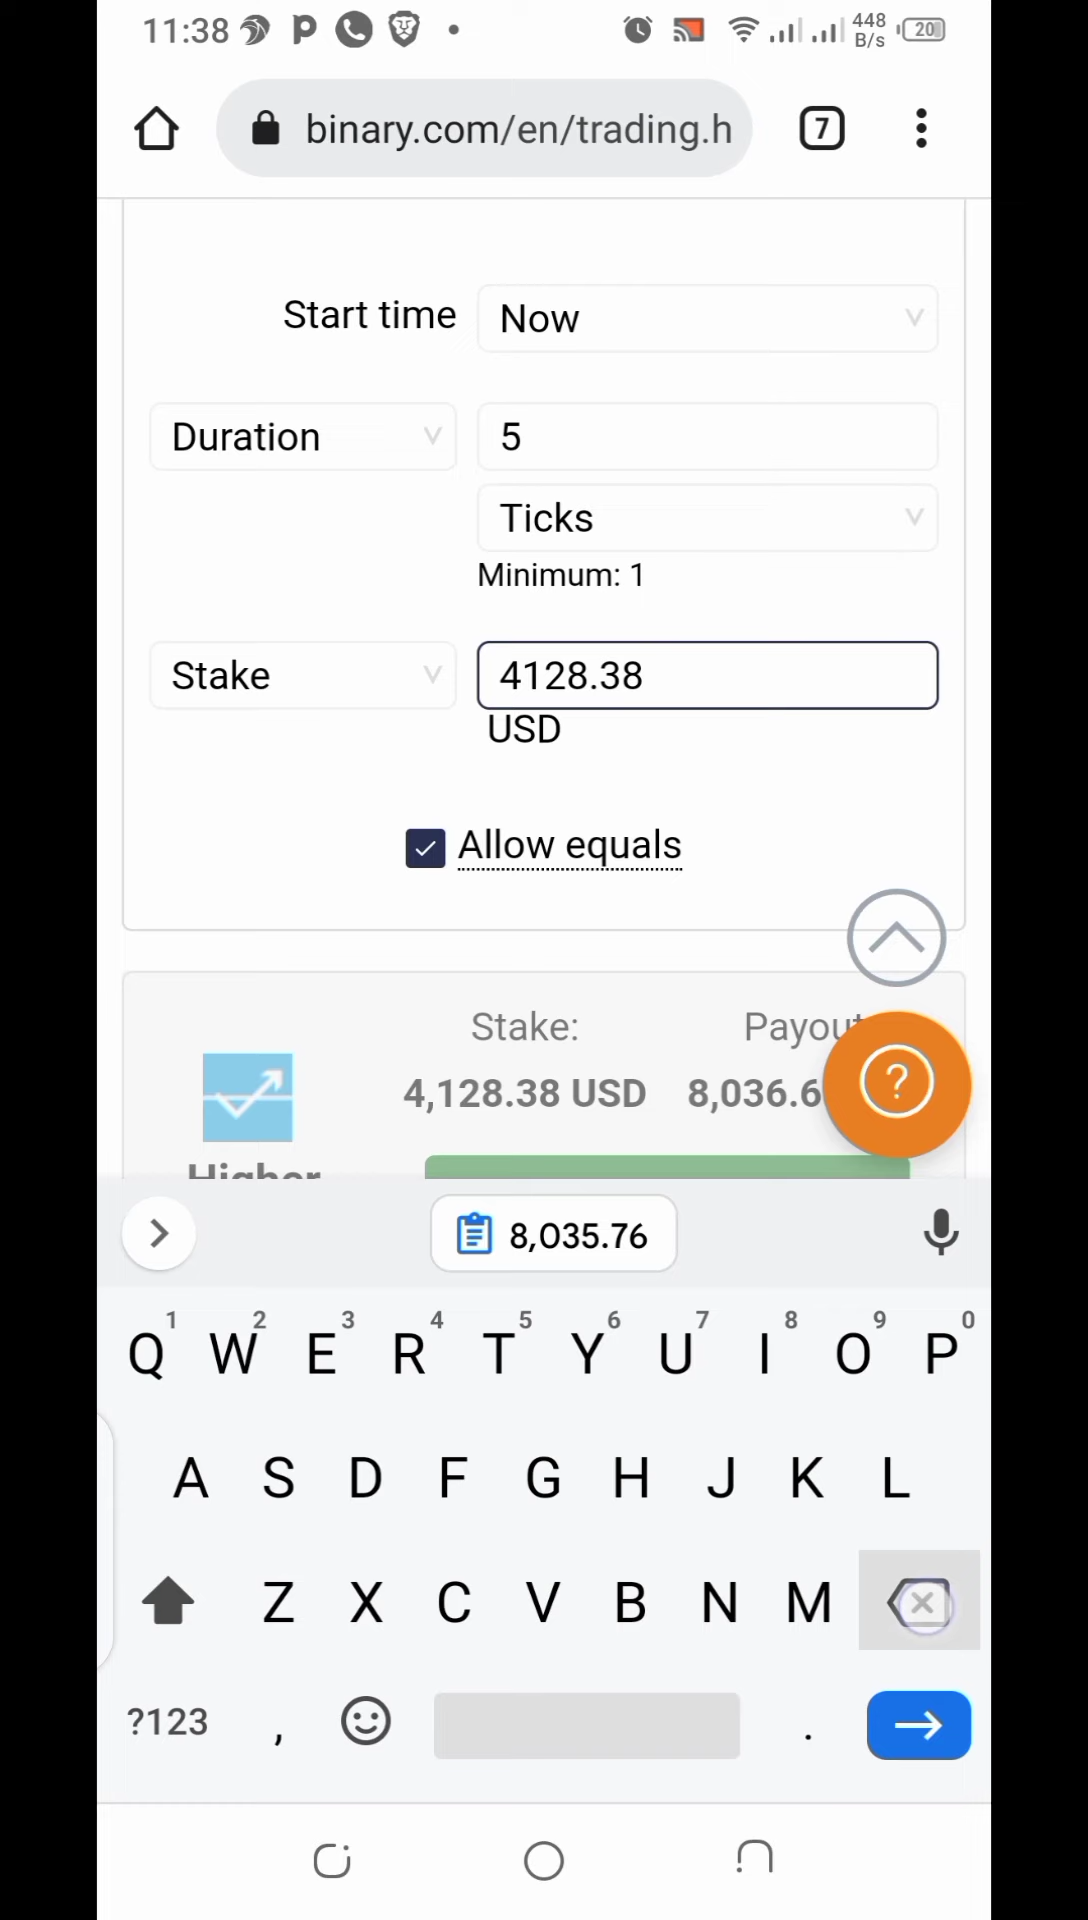 11:38 448 B/s 20
binary.com/en/trading.h 7
Start time Now
Duration 5
Ticks
Minimum: 1
Stake 4128.38
USD
Allow equals
Stake: Payout
4,128.38 USD 8,036.6
?
Higher
8,035.76
1 2 3 4 5 6 7 8 9 0
Q W E R T Y U I O P
A S D F G H J K L
Z X C V B N M
?123 , .